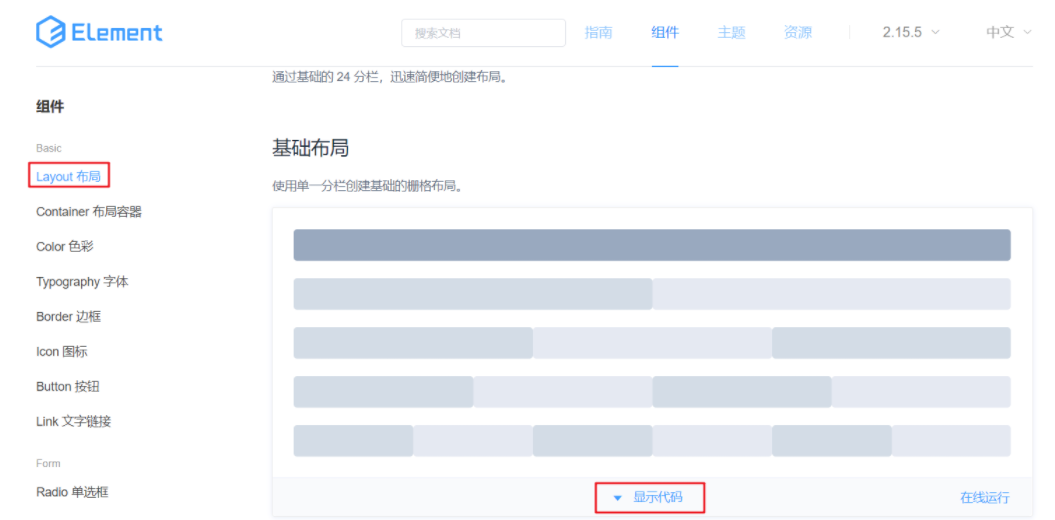 Element
搜索文档
指南
组件
主题
资源
2.15.5
中文
通过基础的 24 分栏，迅速简便地创建布局。
组件
Basic
Layout 布局
Container 布局容器
Color 色彩
Typography 字体
Border 边框
Icon 图标
Button 按钮
Link 文字链接
Form
Radio 单选框
基础布局
使用单一分栏创建基础的栅格布局。
显示代码
在线运行